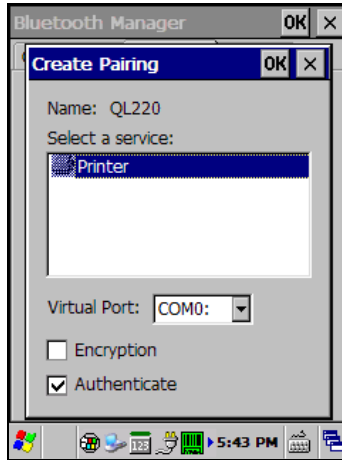 Bluetooth Manager OK ×
Create Pairing OK ×
Name: QL220
Select a service:
Printer
Virtual Port: COM0:
Encryption
Authenticate
123 5:43 PM